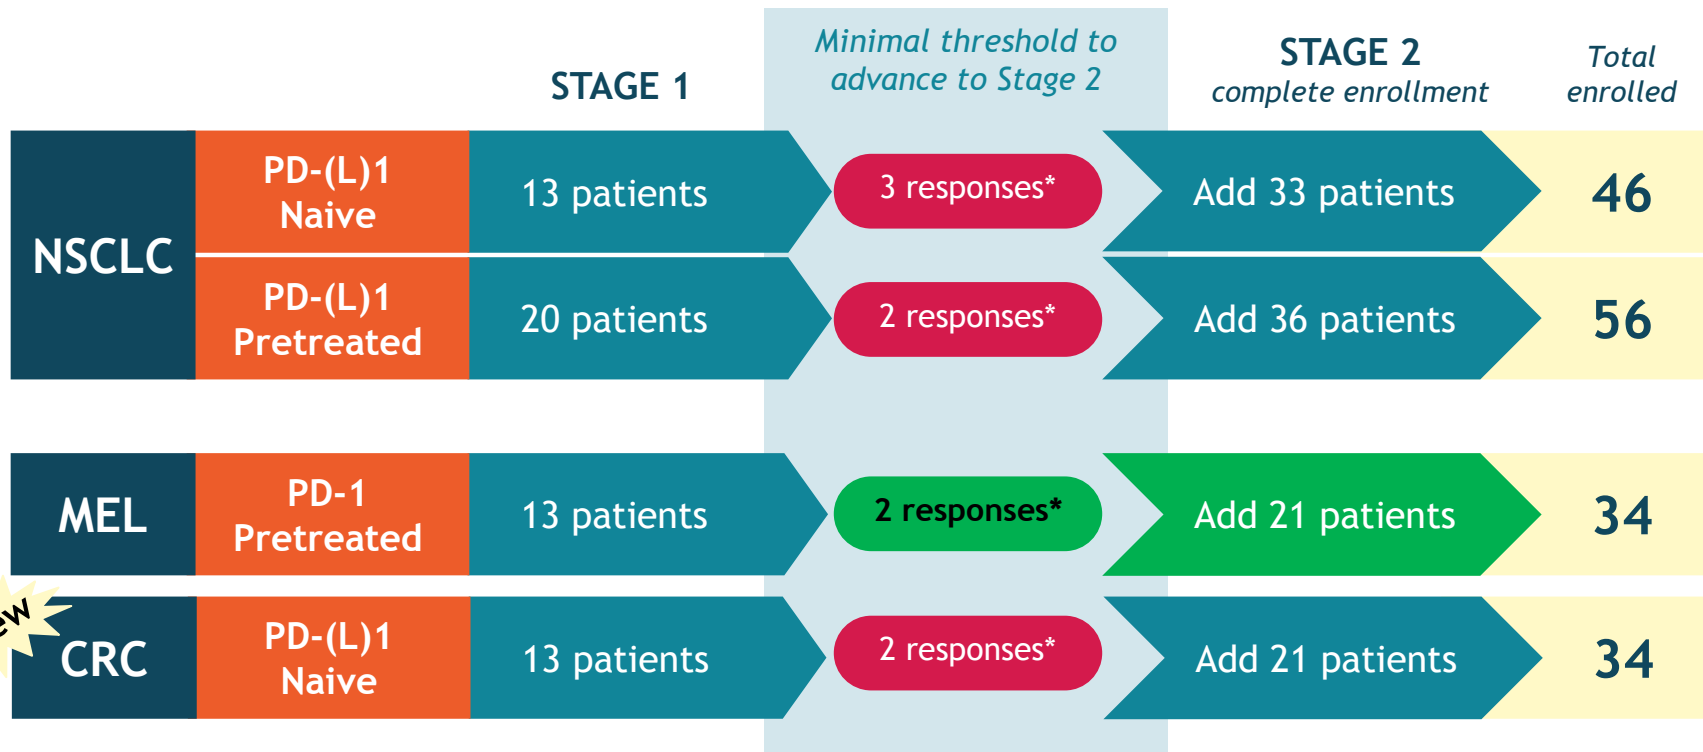 Minimal threshold to
advance to Stage 2
STAGE 1
STAGE 2
complete enrollment
Total
enrolled
NSCLC
PD-(L)1
Naive
13 patients
3 responses*
Add 33 patients
46
PD-(L)1
Pretreated
20 patients
2 responses*
Add 36 patients
56
MEL
PD-1
Pretreated
13 patients
2 responses*
Add 21 patients
34
CRC
PD-(L)1
Naive
13 patients
2 responses*
Add 21 patients
34